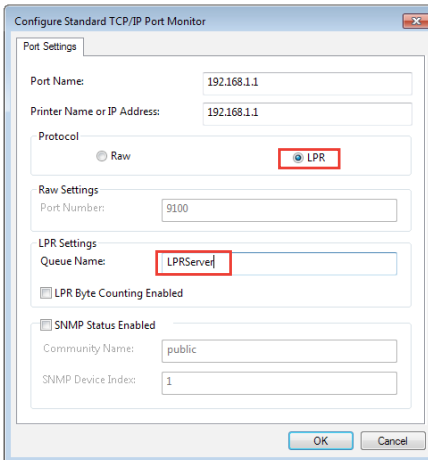 Configure Standard TCP/IP Port Monitor
Port Settings
Port Name: 192.168.1.1
Printer Name or IP Address: 192.168.1.1
Protocol
Raw LPR
Raw Settings
Port Number: 9100
LPR Settings
Queue Name: LPRServer
LPR Byte Counting Enabled
SNMP Status Enabled
Community Name: public
SNMP Device Index: 1
OK Cancel